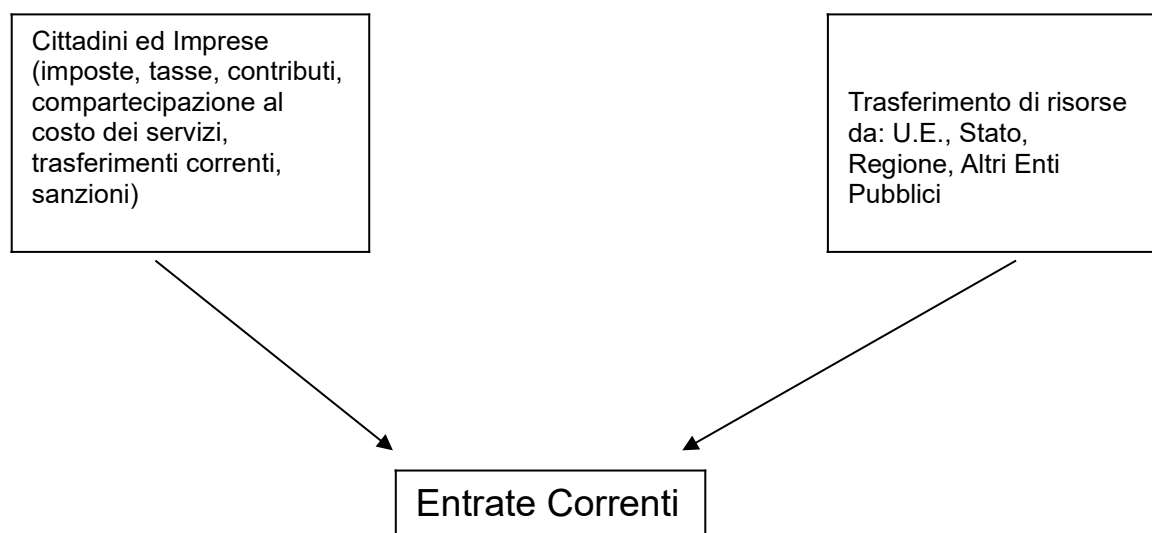 Cittadini ed Imprese
(imposte, tasse, contributi,
compartecipazione al
costo dei servizi,
trasferimenti correnti,
sanzioni)
Trasferimento di risorse
da: U.E., Stato,
Regione, Altri Enti
Pubblici
Entrate Correnti